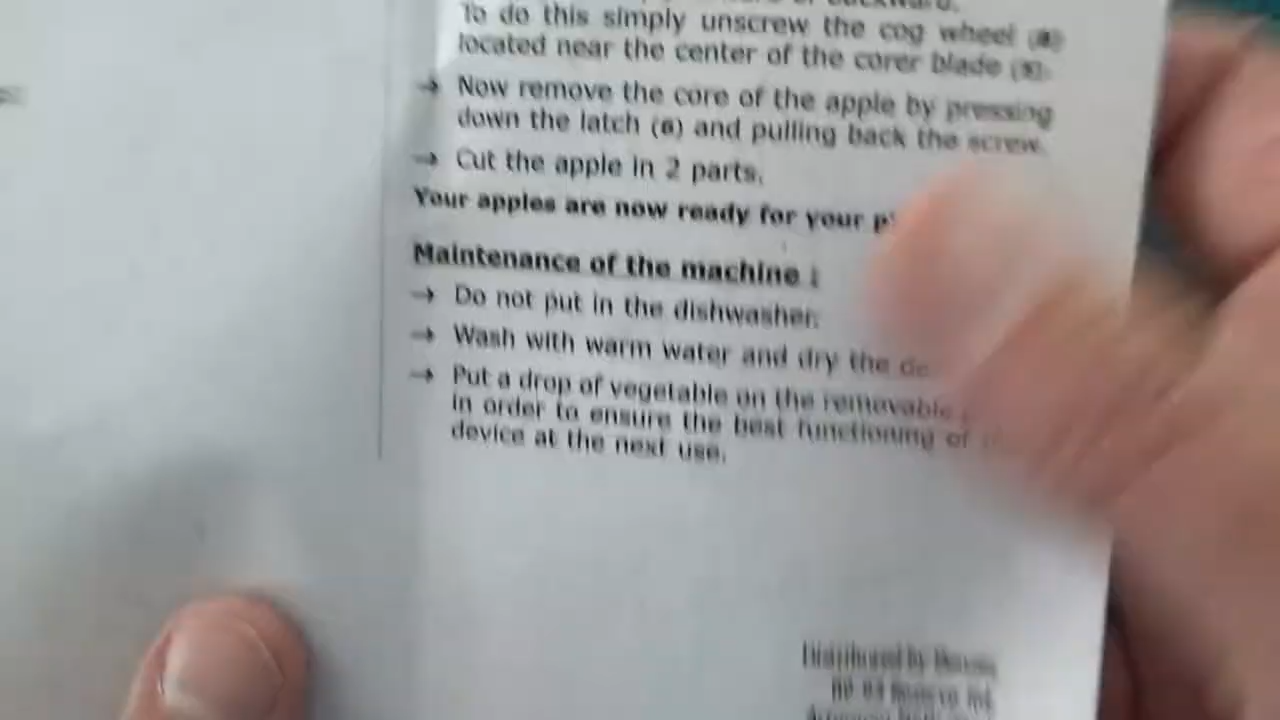 To do this simply unscrew the cog wheel
located near the center of the corer blade
→ Now remove the core of the apple by pressing
down the latch (6) and pulling back the screw.
→ Cut the apple in 2 parts.
Your apples are now ready for your
Maintenance of the machine :
→ Do not put in the dishwasher.
→ Wash with warm water and dry the
→ Put a drop of vegetable on the removable
in order to ensure the best functioning of
device at the next use.
Distributed by